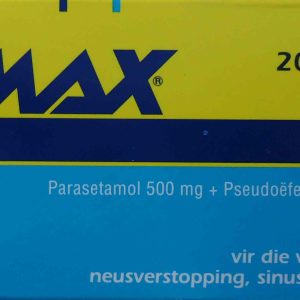 MAX®
20
Parasetamol 500 mg + Pseudoëfe
vir die v
neusverstopping, sinus